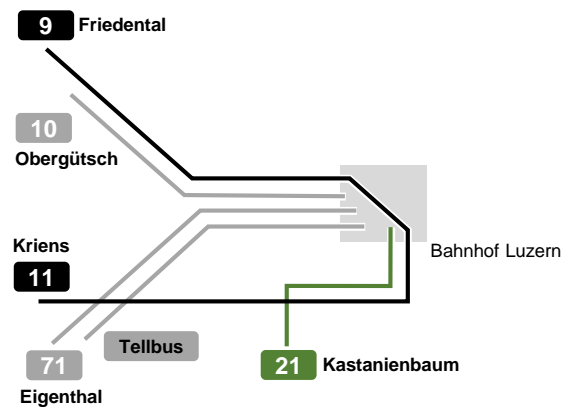 9 Friedental
10
Obergütsch
Kriens
11
Bahnhof Luzern
Tellbus
71
21 Kastanienbaum
Eigenthal